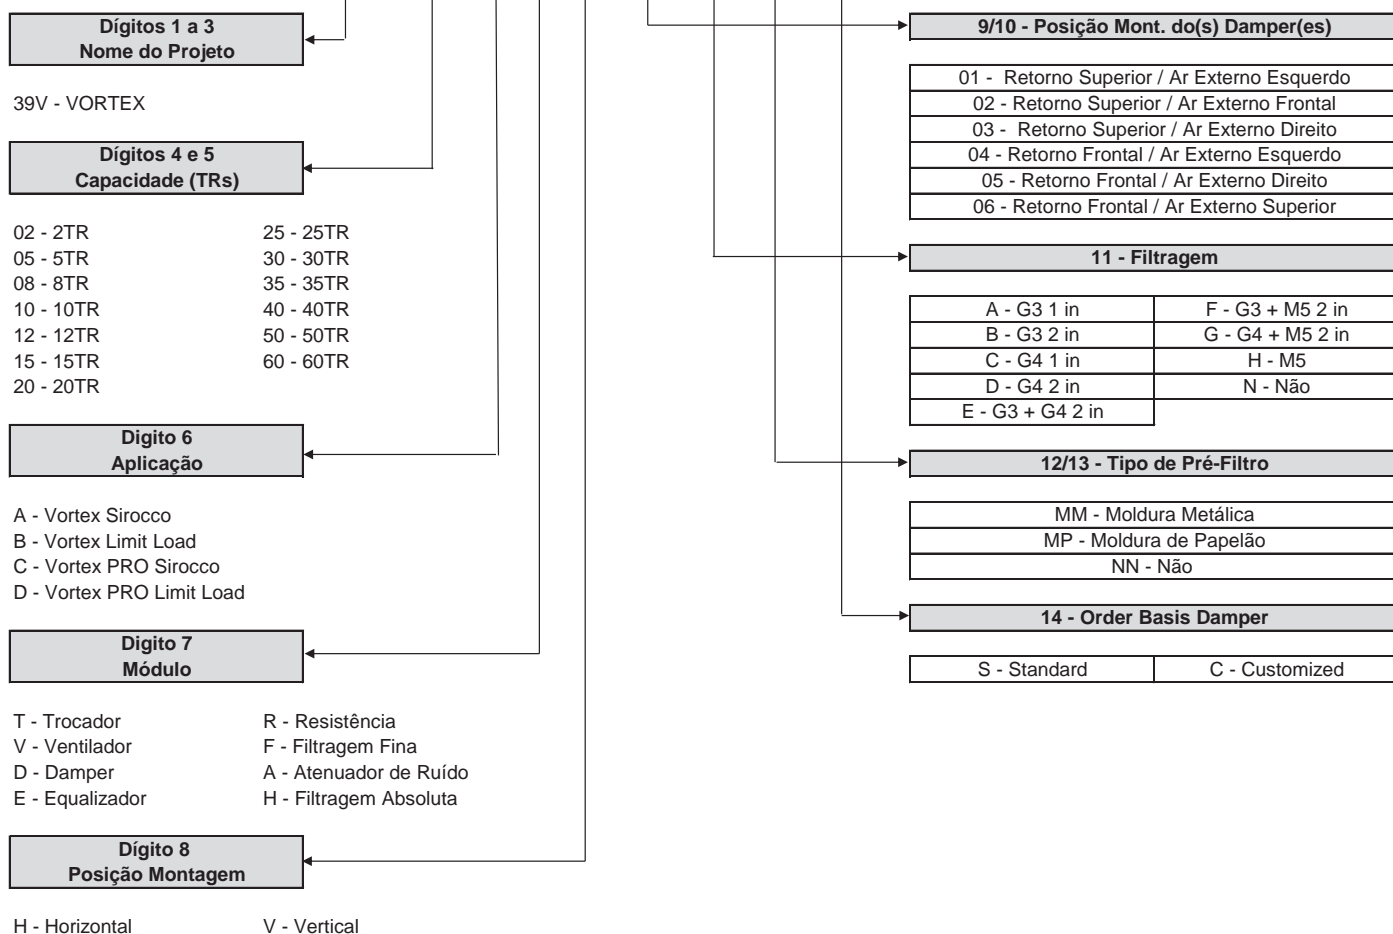 Dígitos 1 a 3
Nome do Projeto
39V - VORTEX
Dígitos 4 e 5
Capacidade (TRs)
02 - 2TR
05 - 5TR
08 - 8TR
10 - 10TR
12 - 12TR
15 - 15TR
20 - 20TR
25 - 25TR
30 - 30TR
35 - 35TR
40 - 40TR
50 - 50TR
60 - 60TR
Digito 6
Aplicação
A - Vortex Sirocco
B - Vortex Limit Load
C - Vortex PRO Sirocco
D - Vortex PRO Limit Load
Digito 7
Módulo
T - Trocador
V - Ventilador
D - Damper
E - Equalizador
R - Resistência
F - Filtragem Fina
A - Atenuador de Ruído
H - Filtragem Absoluta
Dígito 8
Posição Montagem
H - Horizontal
V - Vertical
9/10 - Posição Mont. do(s) Damper(es)
01 - Retorno Superior / Ar Externo Esquerdo
02 - Retorno Superior / Ar Externo Frontal
03 - Retorno Superior / Ar Externo Direito
04 - Retorno Frontal / Ar Externo Esquerdo
05 - Retorno Frontal / Ar Externo Direito
06 - Retorno Frontal / Ar Externo Superior
11 - Filtragem
A - G3 1 in
B - G3 2 in
C - G4 1 in
D - G4 2 in
E - G3 + G4 2 in
F - G3 + M5 2 in
G - G4 + M5 2 in
H - M5
N - Não
12/13 - Tipo de Pré-Filtro
MM - Moldura Metálica
MP - Moldura de Papelão
NN - Não
14 - Order Basis Damper
S - Standard
C - Customized